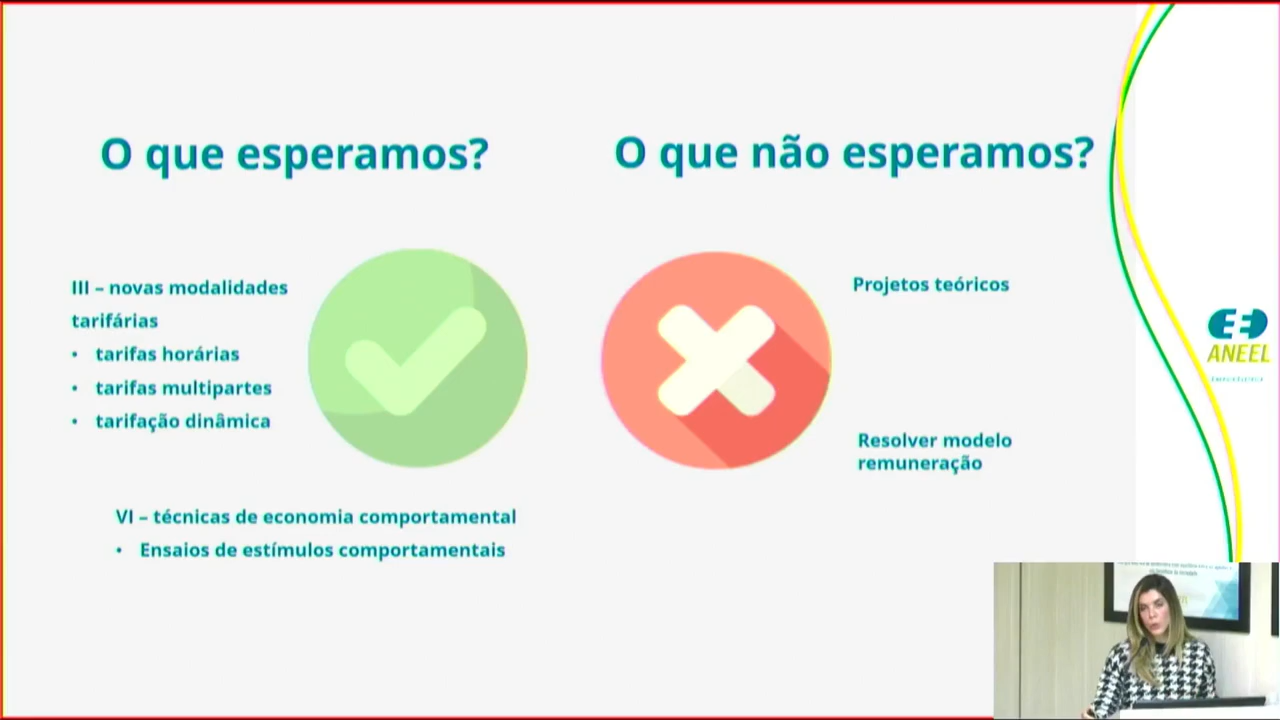 O que esperamos?
O que não esperamos?
III – novas modalidades
tarifárias
• tarifas horárias
• tarifas multipartes
• tarifação dinâmica
VI – técnicas de economia comportamental
• Ensaios de estímulos comportamentais
Projetos teóricos
Resolver modelo
remuneração
ANEEL